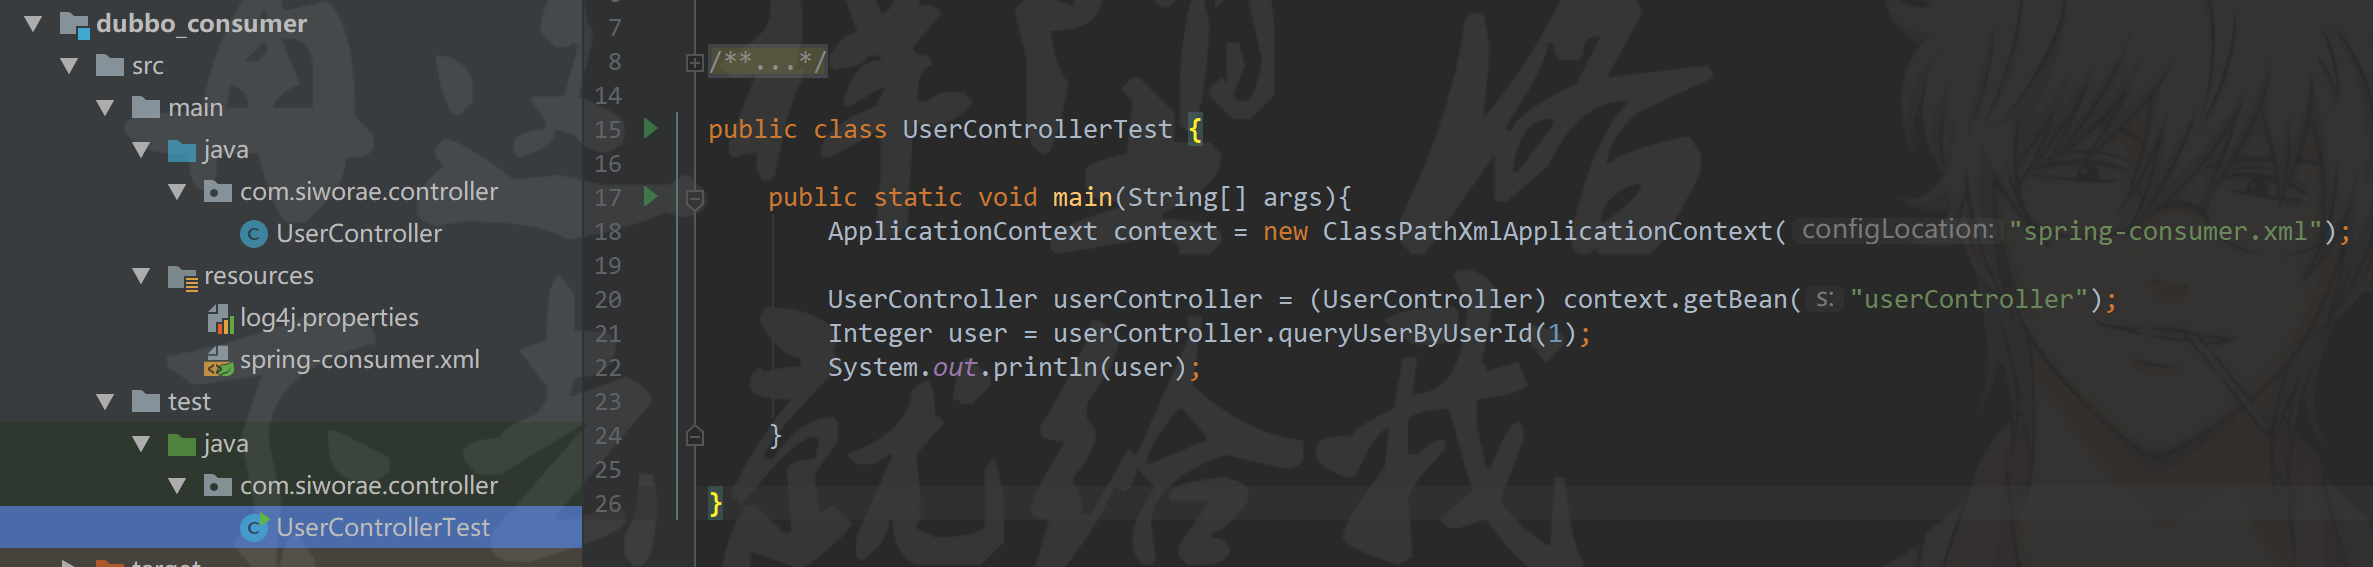 dubbo_consumer
src
main
java
com.siworae.controller
UserController
resources
log4j.properties
spring-consumer.xml
test
java
com.siworae.controller
UserControllerTest
target
7
8 /**...*/
14
15 public class UserControllerTest {
16
17 public static void main(String[] args){
18 ApplicationContext context = new ClassPathXmlApplicationContext( configLocation: "spring-consumer.xml");
19
20 UserController userController = (UserController) context.getBean( s: "userController");
21 Integer user = userController.queryUserByUserId(1);
22 System.out.println(user);
23
24 }
25
26 }
就给我